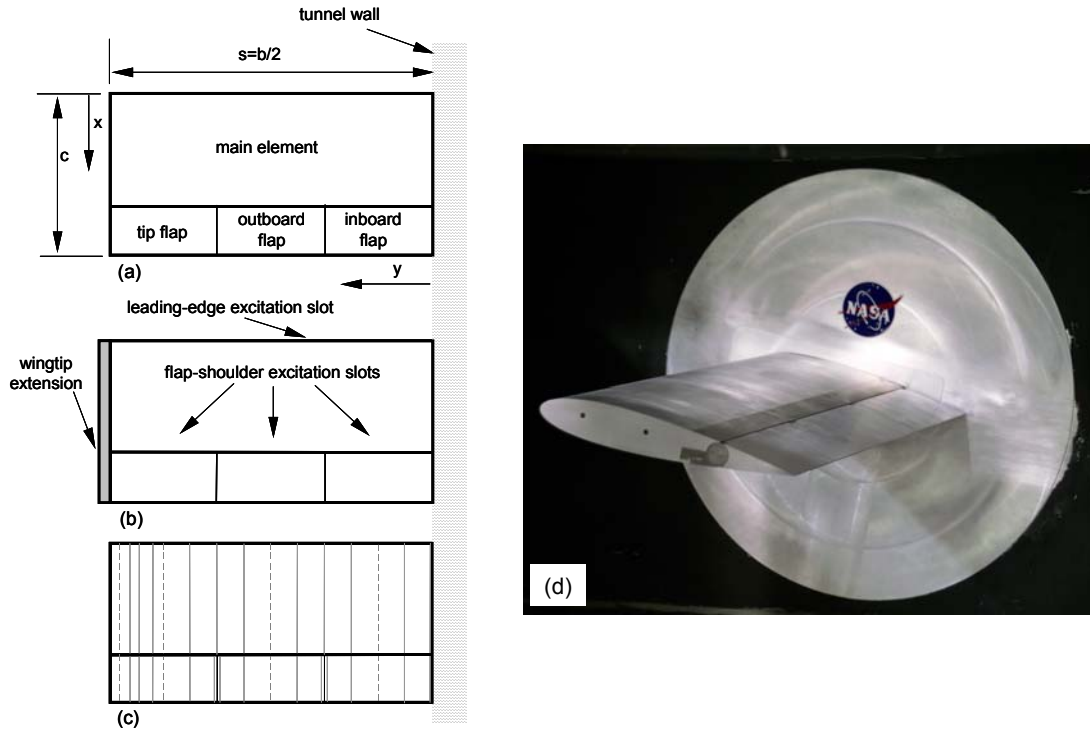 tunnel wall
s=b/2
x
c
main element
tip flap
outboard
flap
inboard
flap
(a)
y
leading-edge excitation slot
wingtip
extension
flap-shoulder excitation slots
(b)
(c)
NASA
(d)